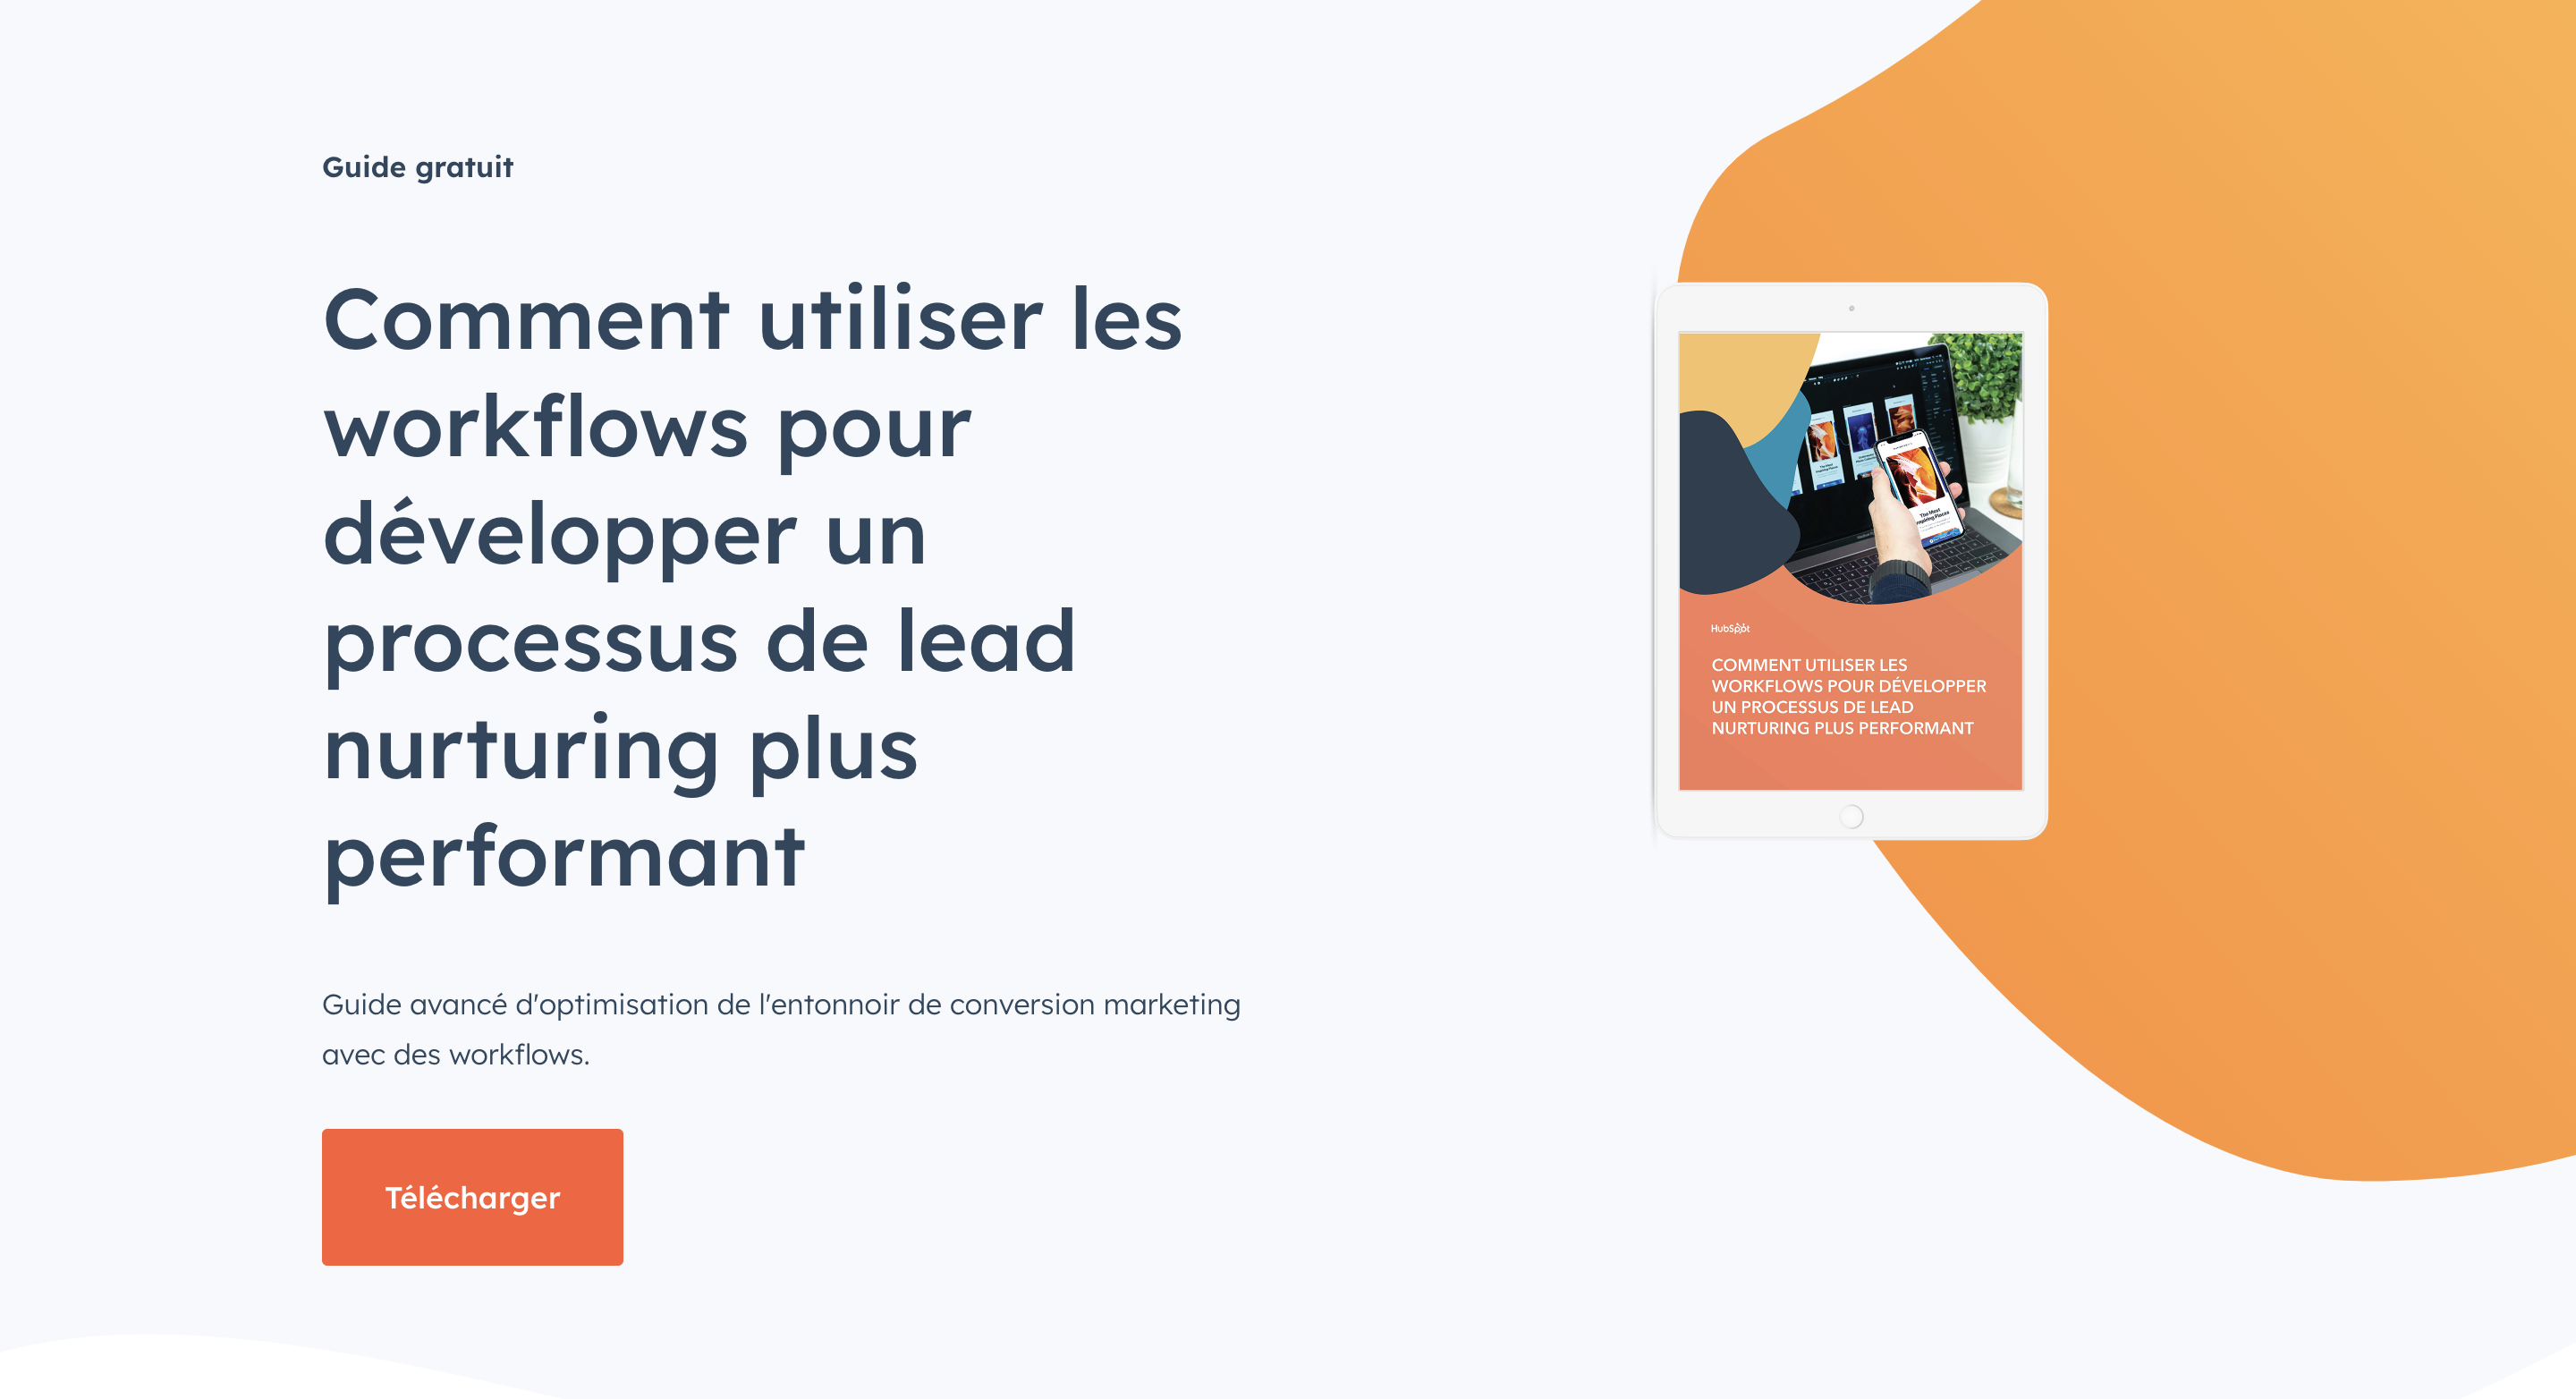 Guide gratuit
Comment utiliser les
workflows pour
développer un
processus de lead
nurturing plus
performant
Guide avancé d'optimisation de l'entonnoir de conversion marketing
avec des workflows.
Télécharger
The Most
HubSpot
COMMENT UTILISER LES
WORKFLOWS POUR DÉVELOPPER
UN PROCESSUS DE LEAD
NURTURING PLUS PERFORMANT